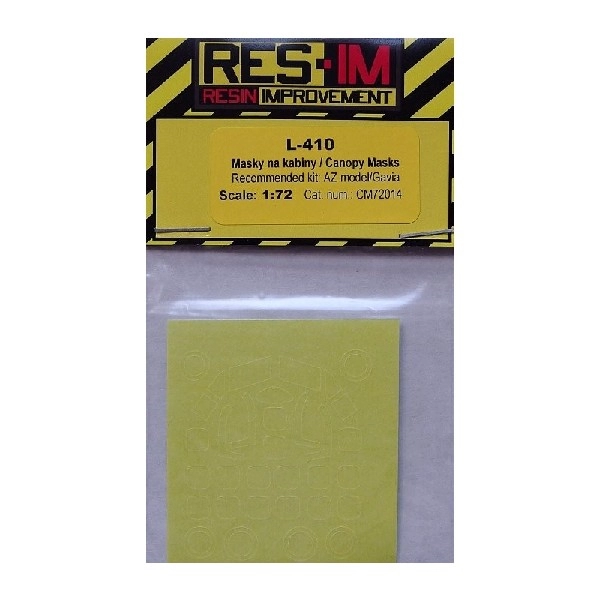 RES-IM
RESIN IMPROVEMENT
L-410
Masky na kabiny / Canopy Masks
Recommended kit: AZ model/Gavia
Scale: 1:72 Cat. num.: CM72014